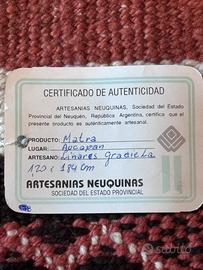 CERTIFICADO DE AUTENTICIDAD
ARTESANIAS NEUQUINAS, Sociedad del Estado
Provincial del Neuquén, República Argentina, certifica que el
presente producto es auténticamente artesanal.
PRODUCTO: Matra
LUGAR: Aucapan
ARTESANO: Linares Graciela
120 x 184 cm
ARTESANIAS NEUQUINAS
SOCIEDAD DEL ESTADO PROVINCIAL
subito